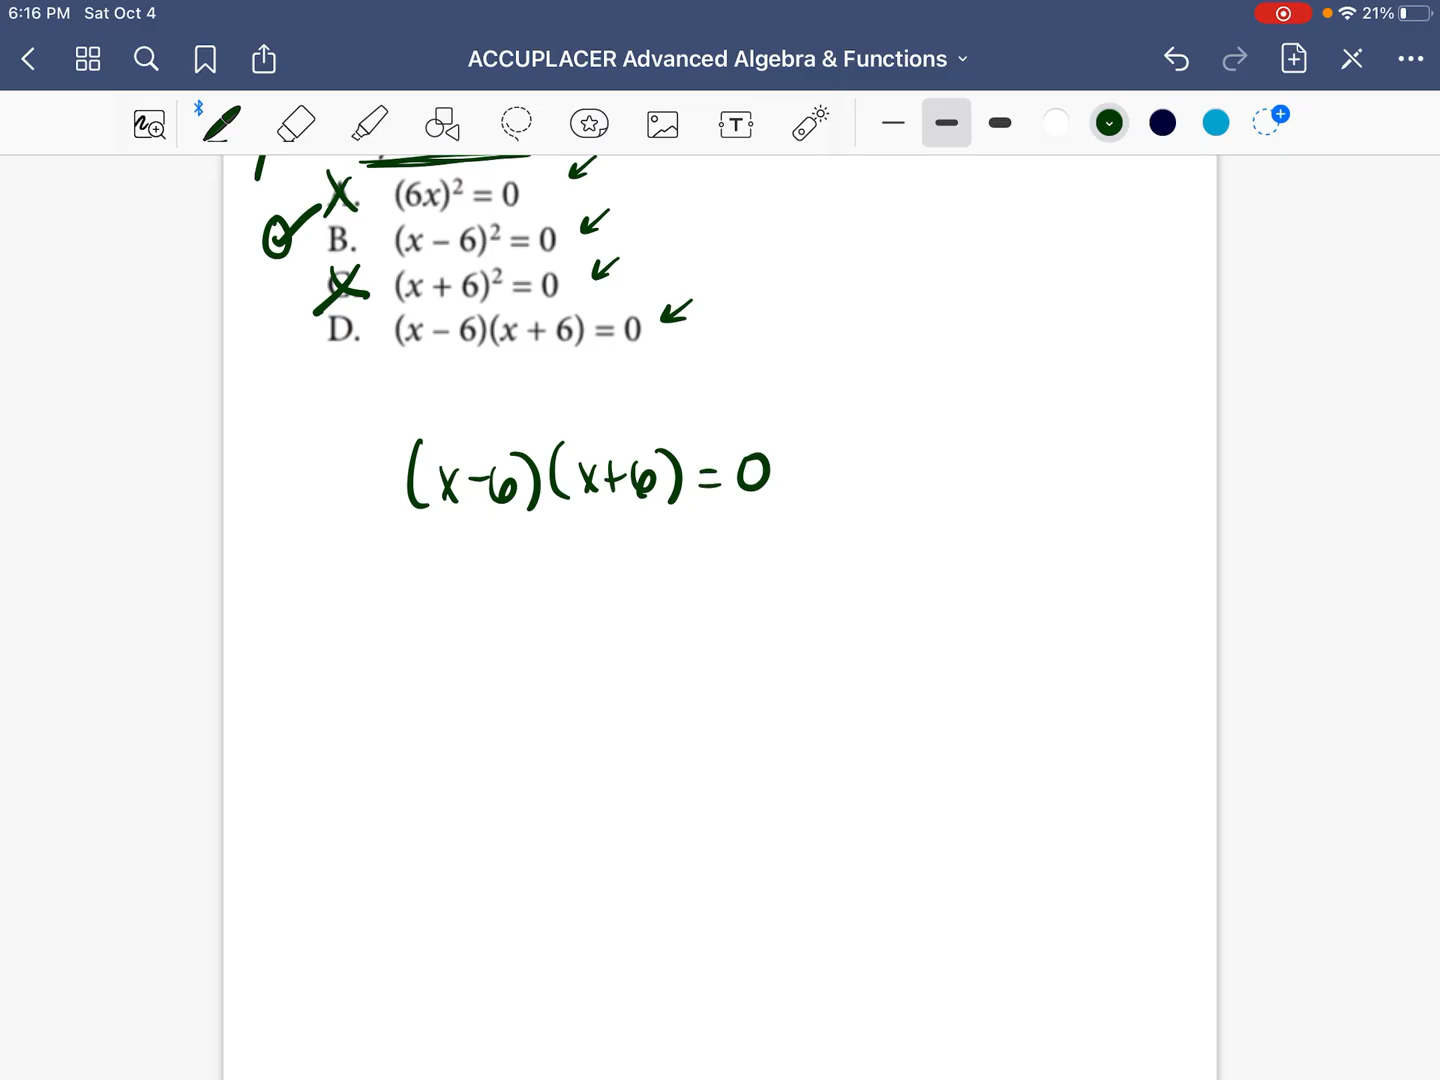 6:16 PM Sat Oct 4 21%
ACCUPLACER Advanced Algebra & Functions
T
A. (6x)² = 0
B. (x – 6)² = 0
(x + 6)² = 0
D. (x – 6)(x + 6) = 0
(x-6)(x+6) = 0